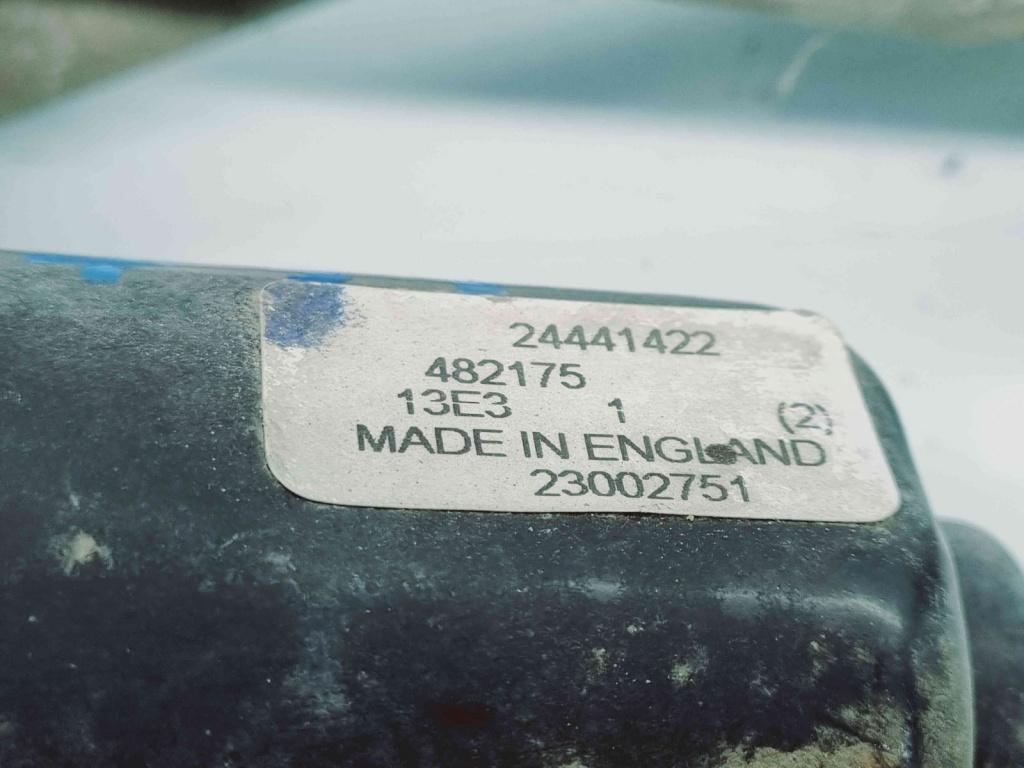 24441422
482175
13E3 1 (2)
MADE IN ENGLAND
23002751